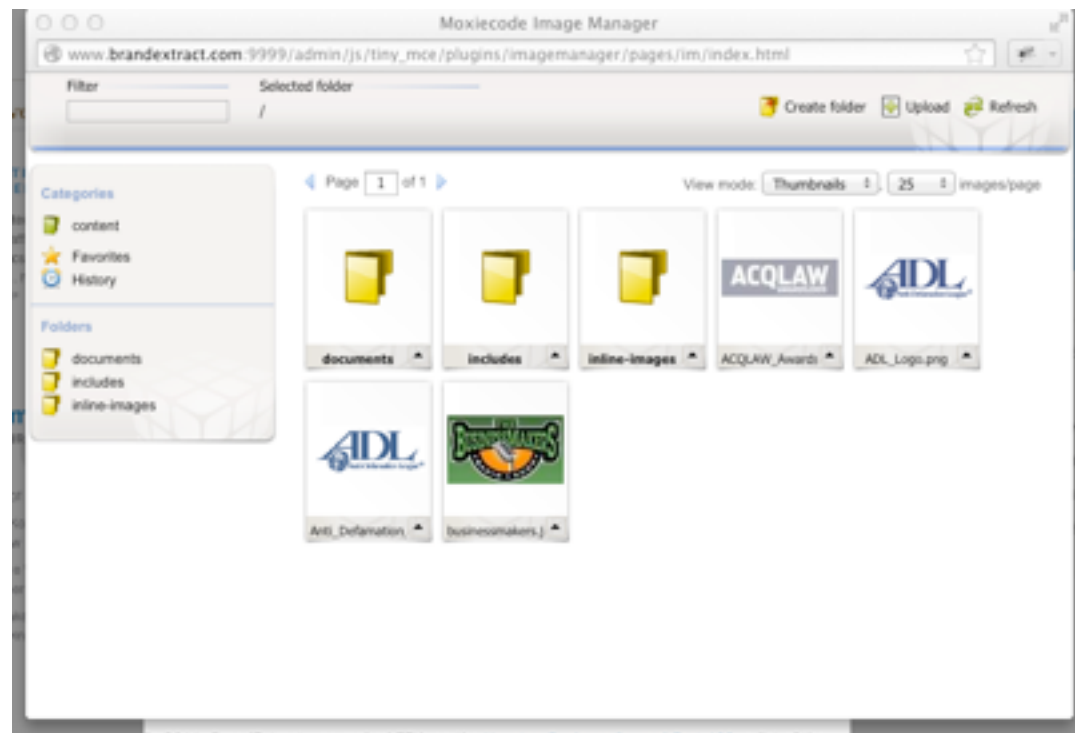 Moxiecode Image Manager
www.brandextract.com:9999/admin/js/tiny_mce/plugins/imagemanager/pages/im/index.html
Filter
Selected folder
/
Create folder
Upload
Refresh
Categories
content
Favorites
History
Folders
documents
includes
inline-images
Page 1 of 1
View mode: Thumbnails , 25 images/page
documents
includes
inline-images
ACQLAW
ACQLAW_Awards
ADL
ADL_Logo.png
ADL
Anti_Defamation_
BUSINESSMAKERS
businessmakers.j